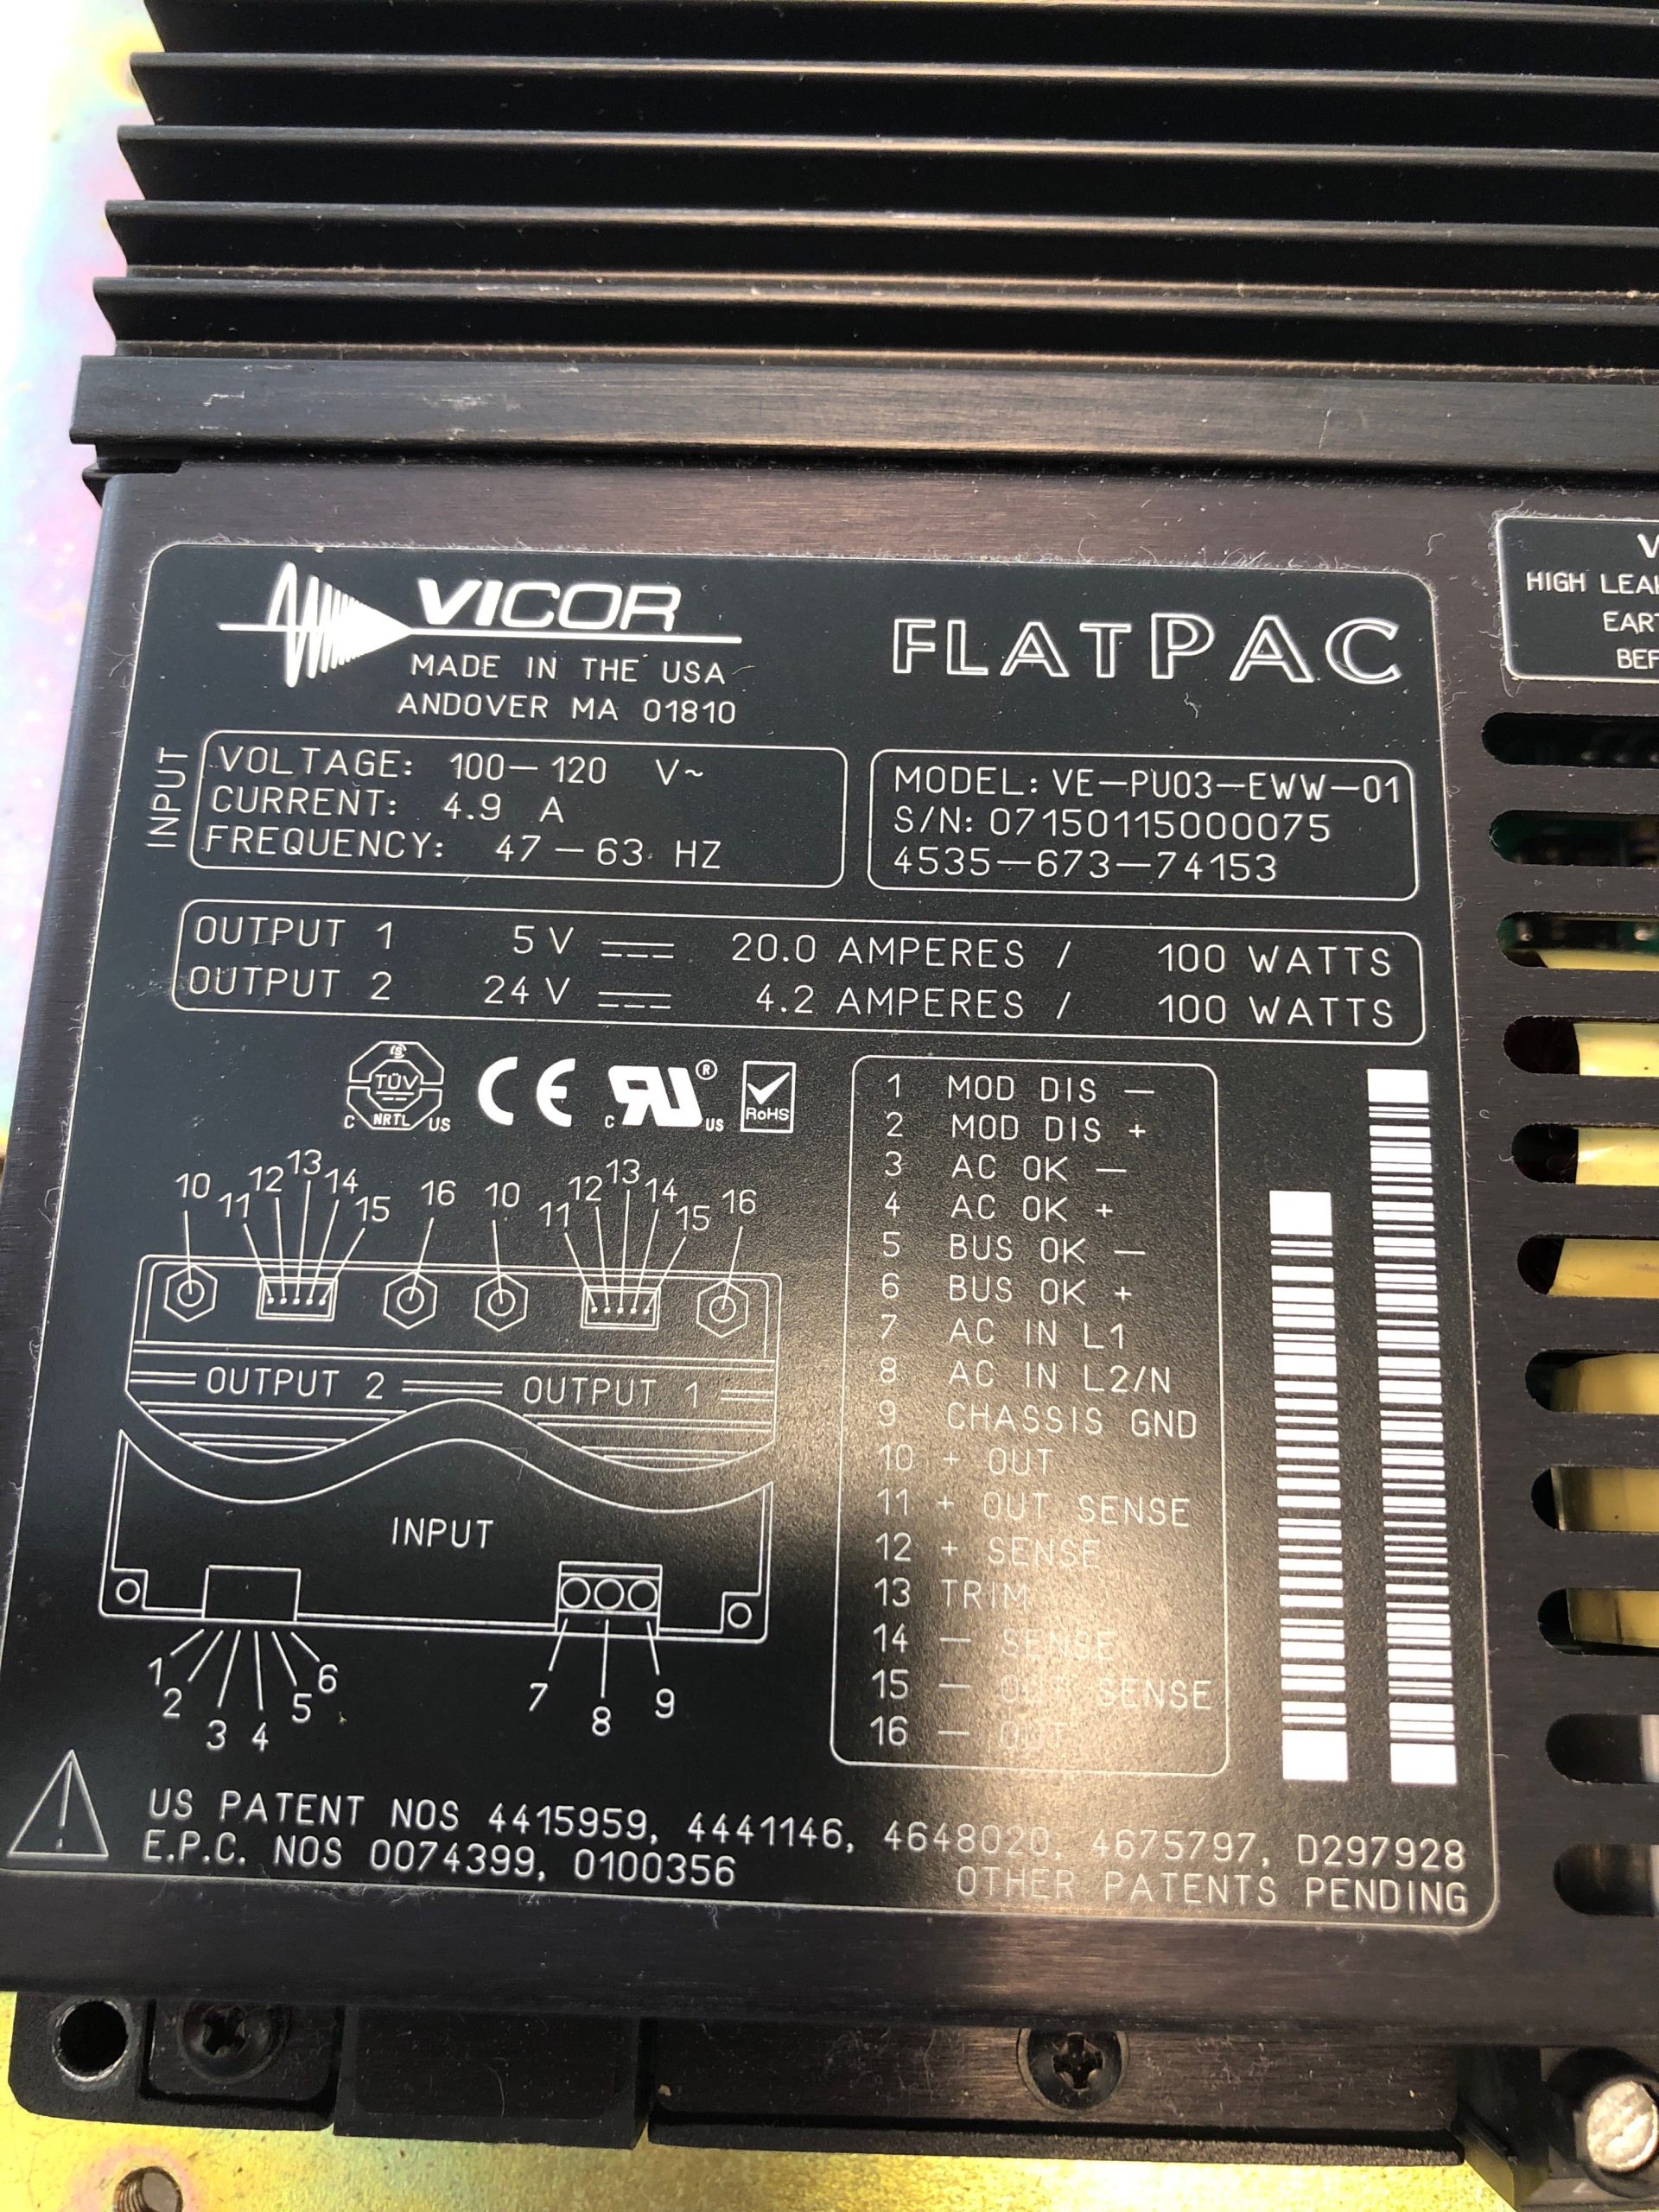 VICOR
MADE IN THE USA
ANDOVER MA 01810
FLATPAC
HIGH
INPUT
VOLTAGE: 100-120 V~
CURRENT: 4.9 A
FREQUENCY: 47-63 HZ
MODEL: VE-PU03-EWW-01
S/N: 07150115000075
4535-673-74153
OUTPUT 1 5 V 20.0 AMPERES / 100 WATTS
OUTPUT 2 24 V 4.2 AMPERES / 100 WATTS
TÜV
C NRTL US
CE
c RU ® US
RoHS
10 11 12 13 14 15 16 10 11 12 13 14 15 16
OUTPUT 2 OUTPUT 1
INPUT
1 2 3 4 5 6 7 8 9
1 MOD DIS -
2 MOD DIS +
3 AC OK -
4 AC OK +
5 BUS OK -
6 BUS OK +
7 AC IN L1
8 AC IN L2/N
9 CHASSIS GND
10 + OUT
11 + OUT SENSE
12 + SENSE
13 TRIM
14 - SENSE
15 - OUT SENSE
16 - OUT
US PATENT NOS 4415959, 4441146, 4648020, 4675797, D297928
E.P.C. NOS 0074399, 0100356
OTHER PATENTS PENDING